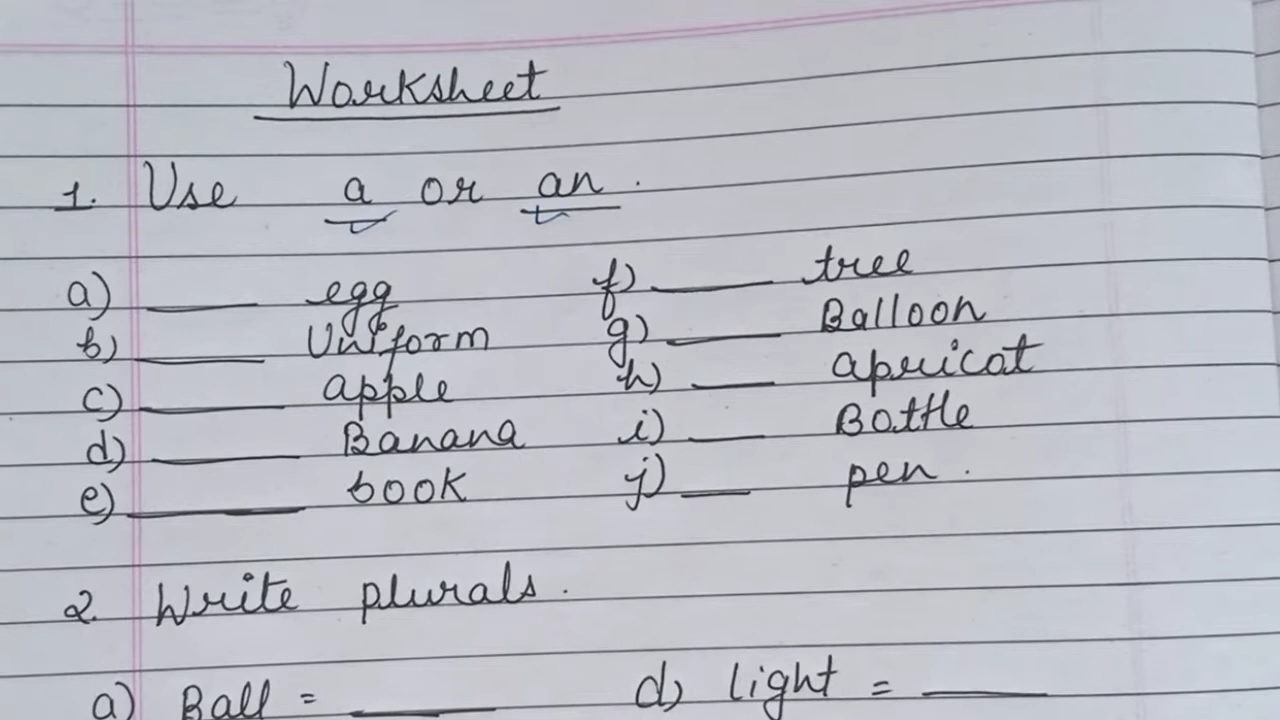 Worksheet
1. Use a or an.
a) ____ egg f) ____ tree
b) ____ Uniform g) ____ Balloon
c) ____ apple h) ____ apricot
d) ____ Banana i) ____ Bottle
e) ____ book j) ____ pen.
2. Write plurals.
a) Ball = ____ d) light = ____